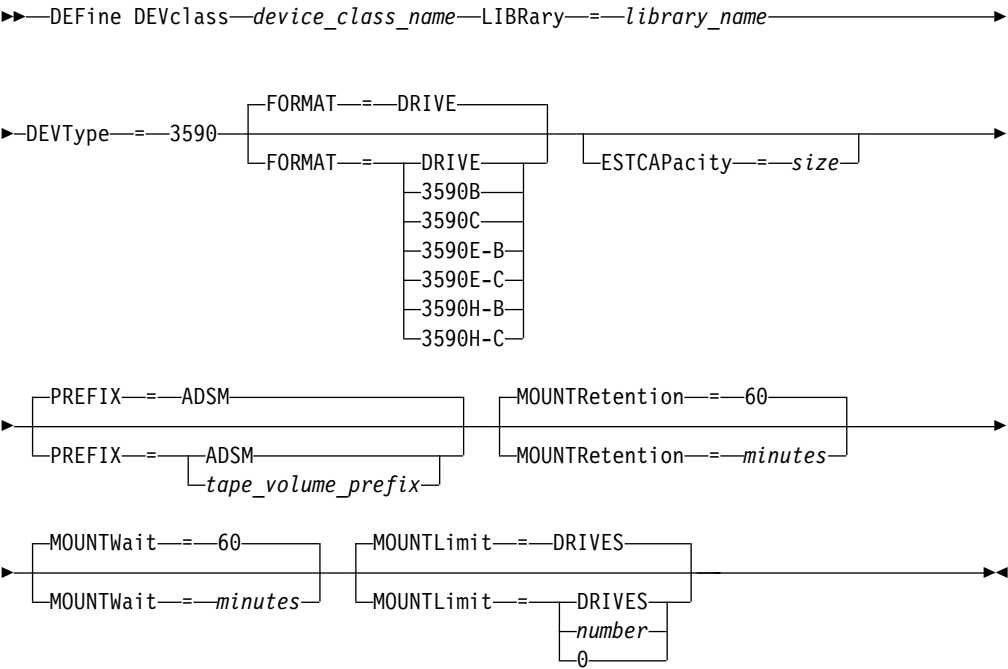 DEFine DEVclass device_class_name LIBRary = library_name
FORMAT = DRIVE
DEVType = 3590
FORMAT = DRIVE ESTCAPacity = size
3590B
3590C
3590E-B
3590E-C
3590H-B
3590H-C
PREFIX = ADSM MOUNTRetention = 60
PREFIX = ADSM MOUNTRetention = minutes
tape_volume_prefix
MOUNTWait = 60 MOUNTLimit = DRIVES
MOUNTWait = minutes MOUNTLimit = DRIVES
number
0